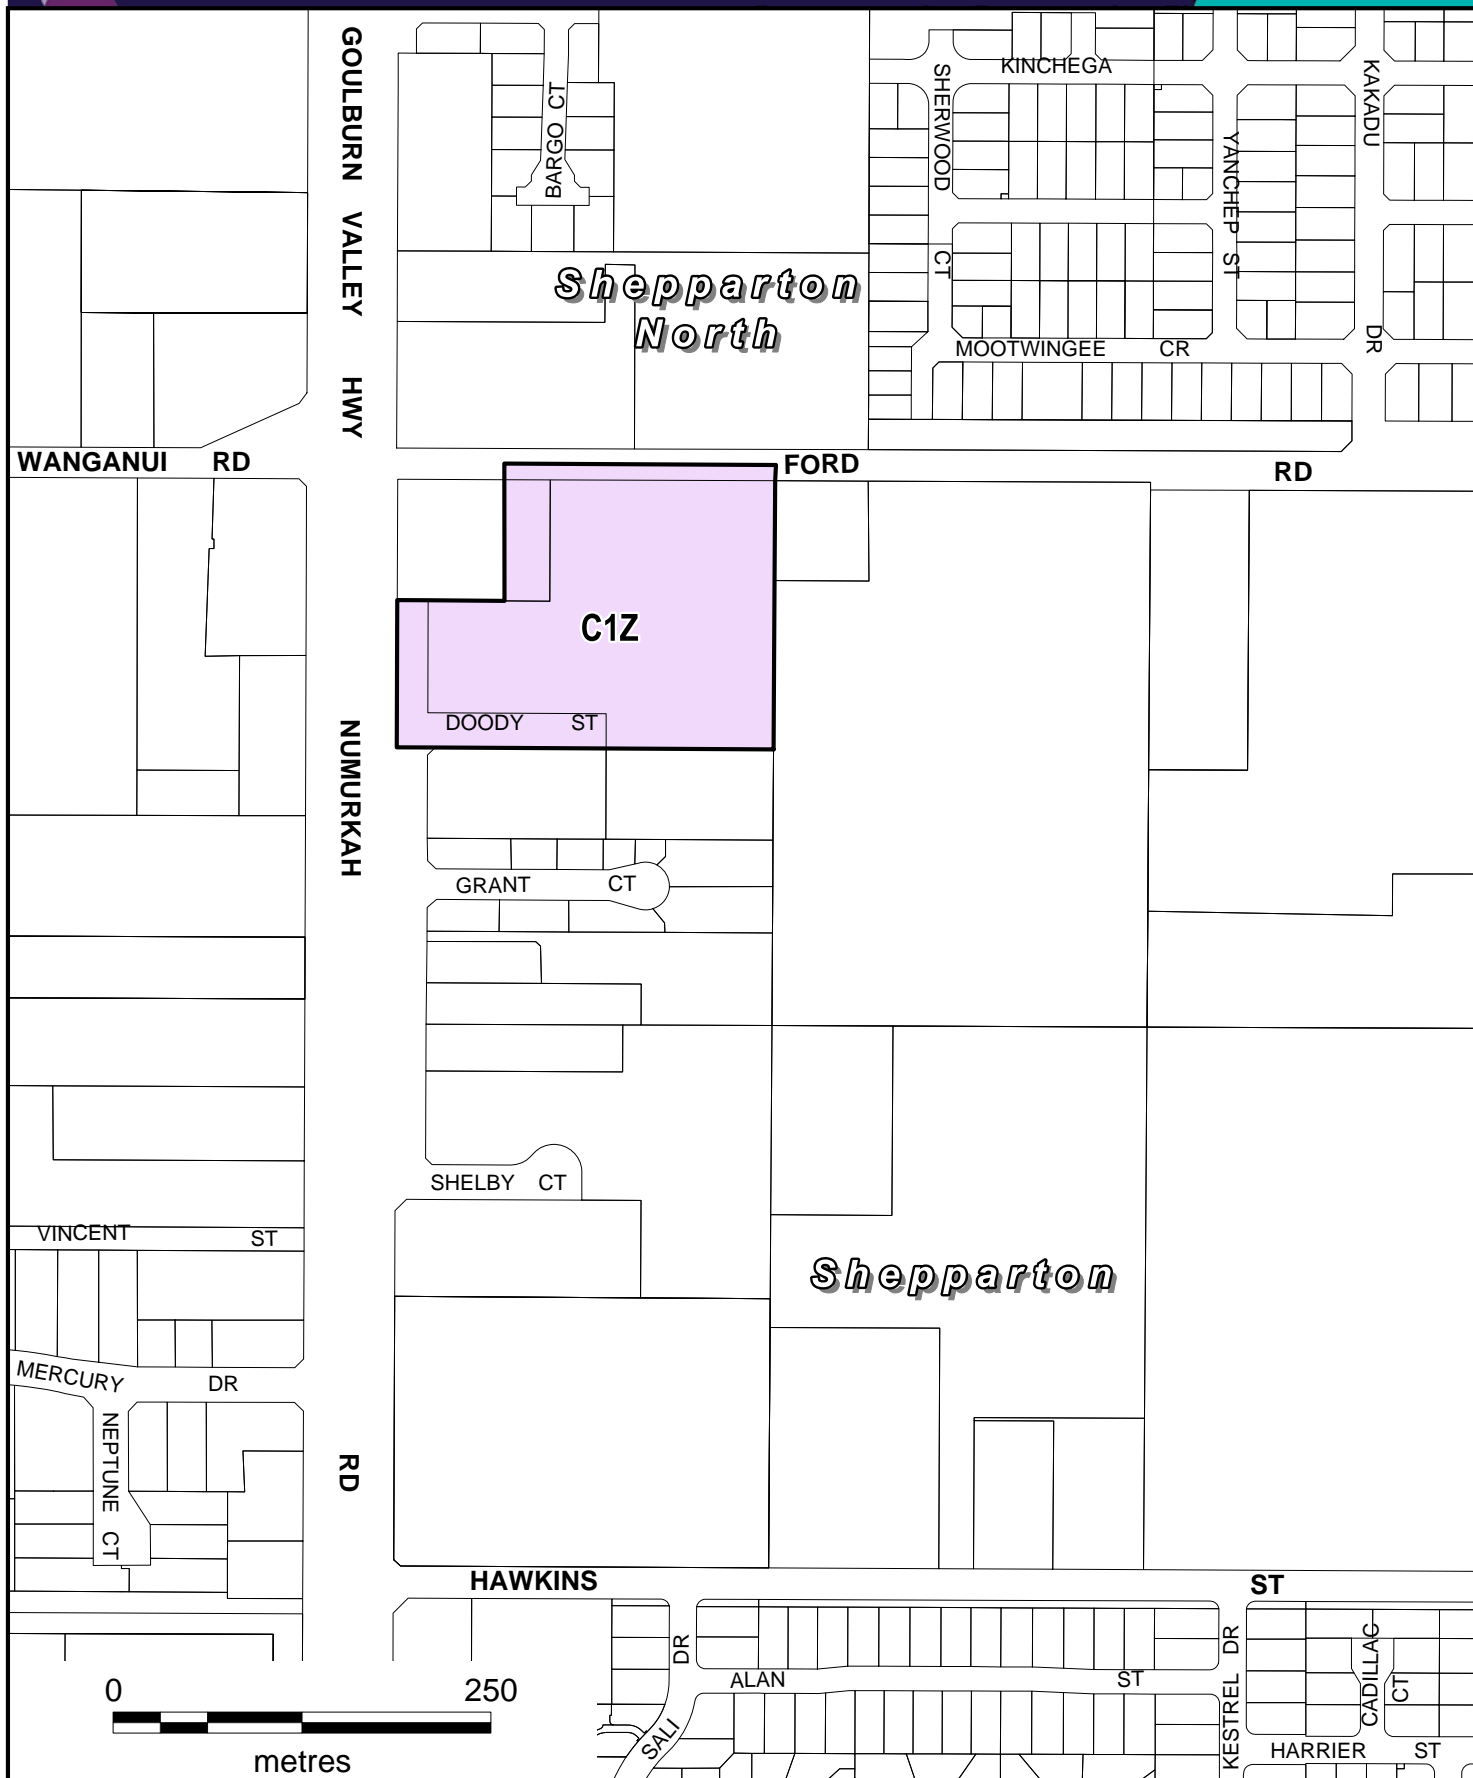 GOULBURN VALLEY HWY
BARGO CT
KINCHEGA
SHERWOOD CT
YANCHEP ST
KAKADU DR
Shepparton
North
MOOTWINGEE CR
WANGANUI RD
FORD RD
C1Z
DOODY ST
NUMURKAH RD
GRANT CT
SHELBY CT
VINCENT ST
Shepparton
MERCURY DR
NEPTUNE CT
HAWKINS ST
SALI DR
ALAN ST
KESTREL DR
CADILLAC CT
HARRIER ST
0 250
metres